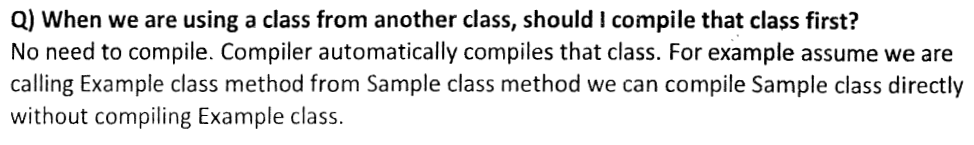 Q) When we are using a class from another class, should I compile that class first?
No need to compile. Compiler automatically compiles that class. For example assume we are
calling Example class method from Sample class method we can compile Sample class directly
without compiling Example class.